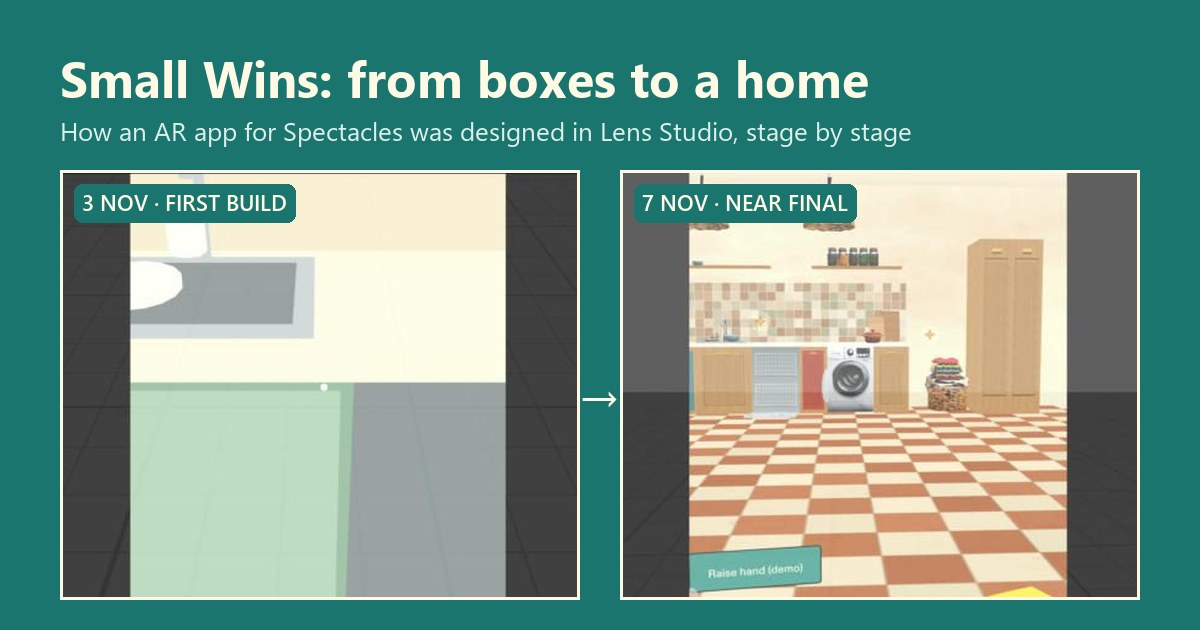 Small Wins: from boxes to a home
How an AR app for Spectacles was designed in Lens Studio, stage by stage
3 NOV · FIRST BUILD
→
7 NOV · NEAR FINAL
Raise hand (demo)